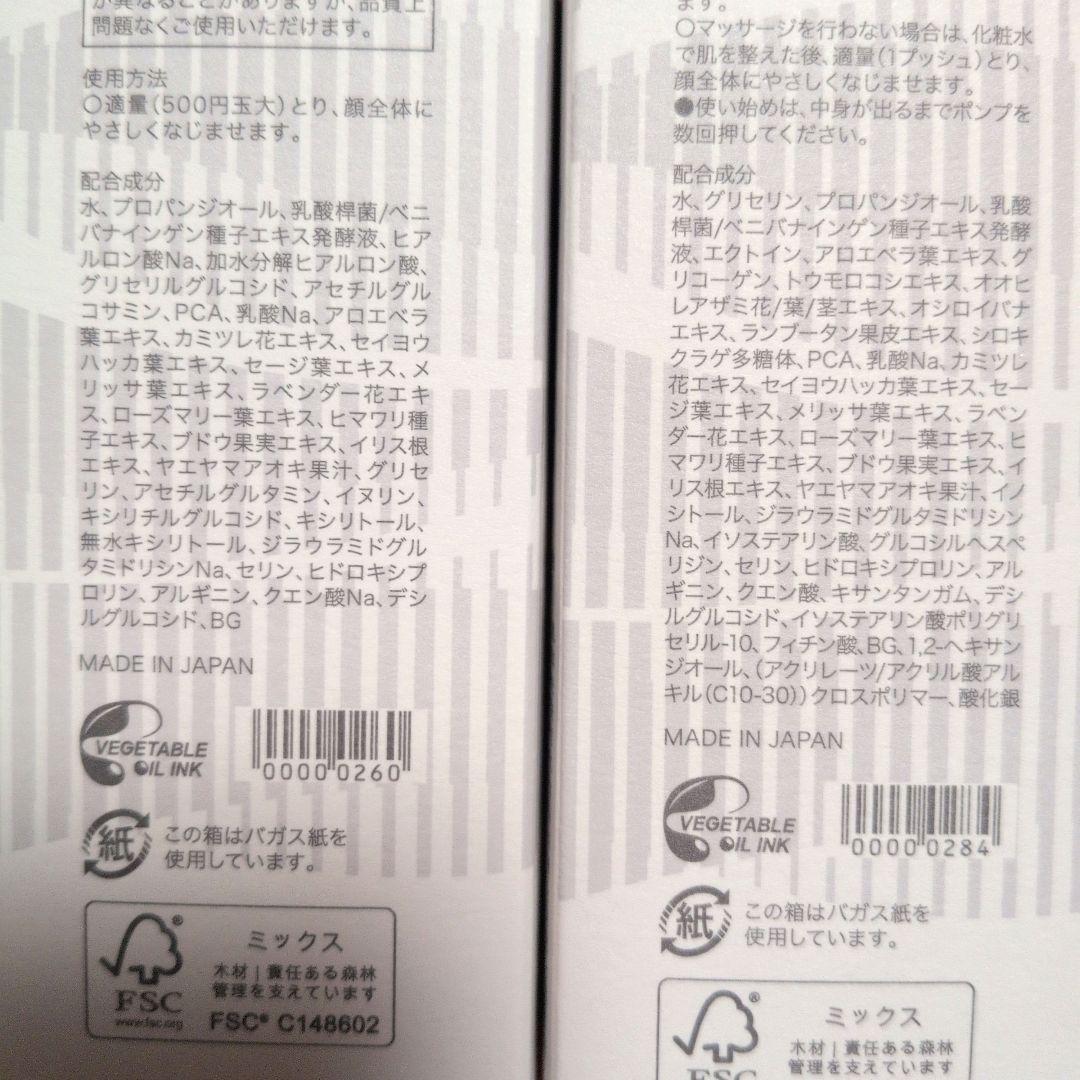 が異なることがありますが、品質上
問題なくご使用いただけます。
使用方法
○適量(500円玉大)とり、顔全体に
やさしくなじませます。
配合成分
水、プロパンジオール、乳酸桿菌/ベニ
バナインゲン種子エキス発酵液、ヒア
ルロン酸Na、加水分解ヒアルロン酸、
グリセリルグルコシド、アセチルグル
コサミン、PCA、乳酸Na、アロエベラ
葉エキス、カミツレ花エキス、セイヨウ
ハッカ葉エキス、セージ葉エキス、メ
リッサ葉エキス、ラベンダー花エキ
ス、ローズマリー葉エキス、ヒマワリ種
子エキス、ブドウ果実エキス、イリス根
エキス、ヤエヤマアオキ果汁、グリセ
リン、アセチルグルタミン、イヌリン、
キシリチルグルコシド、キシリトール、
無水キシリトール、ジラウラミドグル
タミドリシンNa、セリン、ヒドロキシプ
ロリン、アルギニン、クエン酸Na、デシ
ルグルコシド、BG
MADE IN JAPAN
VEGETABLE
OIL INK
0000 0260
紙
この箱はバガス紙を
使用しています。
FSC
www.fsc.org
ミックス
木材|責任ある森林
管理を支えています
FSC® C148602
ます。
○マッサージを行わない場合は、化粧水
で肌を整えた後、適量(1プッシュ)とり、
顔全体にやさしくなじませます。
●使い始めは、中身が出るまでポンプを
数回押してください。
配合成分
水、グリセリン、プロパンジオール、乳酸
桿菌/ベニバナインゲン種子エキス発酵
液、エクトイン、アロエベラ葉エキス、グ
リコーゲン、トウモロコシエキス、オオヒ
レアザミ花/葉/茎エキス、オシロイバナ
エキス、ランブータン果皮エキス、シロキ
クラゲ多糖体、PCA、乳酸Na、カミツレ
花エキス、セイヨウハッカ葉エキス、セー
ジ葉エキス、メリッサ葉エキス、ラベン
ダー花エキス、ローズマリー葉エキス、ヒ
マワリ種子エキス、ブドウ果実エキス、イ
リス根エキス、ヤエヤマアオキ果汁、イノ
シトール、ジラウラミドグルタミドリシン
Na、イソステアリン酸、グルコシルヘスペ
リジン、セリン、ヒドロキシプロリン、アル
ギニン、クエン酸、キサンタンガム、デシ
ルグルコシド、イソステアリン酸ポリグリ
セリル-10、フィチン酸、BG、1,2-ヘキサン
ジオール、(アクリレーツ/アクリル酸アル
キル(C10-30))クロスポリマー、酸化銀
MADE IN JAPAN
VEGETABLE
OIL INK
0000 0284
紙
この箱はバガス紙を
使用しています。
FSC
ミックス
木材|責任ある森林
管理を支えています